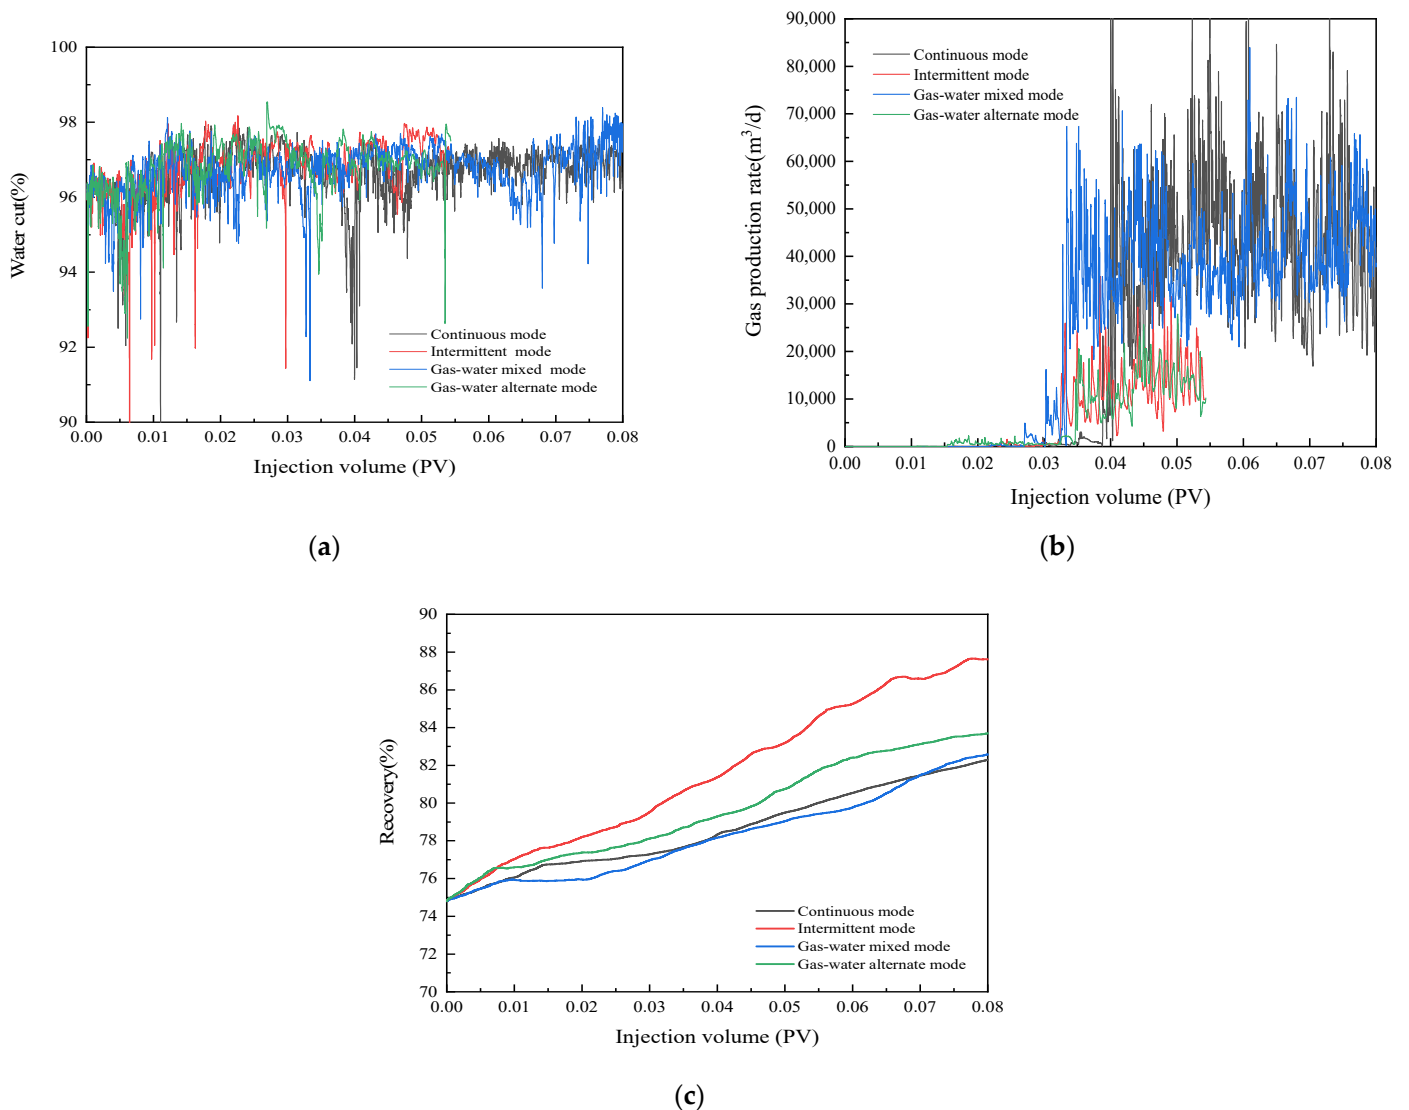 100
98
96
94
92
90
Water cut(%)
Continuous mode
Intermittent mode
Gas-water mixed mode
Gas-water alternate mode
0.00 0.01 0.02 0.03 0.04 0.05 0.06 0.07 0.08
Injection volume (PV)
(a)
90,000
80,000
70,000
60,000
50,000
40,000
30,000
20,000
10,000
0
Gas production rate(m³/d)
Continuous mode
Intermittent mode
Gas-water mixed mode
Gas-water alternate mode
0.00 0.01 0.02 0.03 0.04 0.05 0.06 0.07 0.08
Injection volume (PV)
(b)
90
88
86
84
82
80
78
76
74
72
70
Recovery(%)
Continuous mode
Intermittent mode
Gas-water mixed mode
Gas-water alternate mode
0.00 0.01 0.02 0.03 0.04 0.05 0.06 0.07 0.08
Injection volume (PV)
(c)